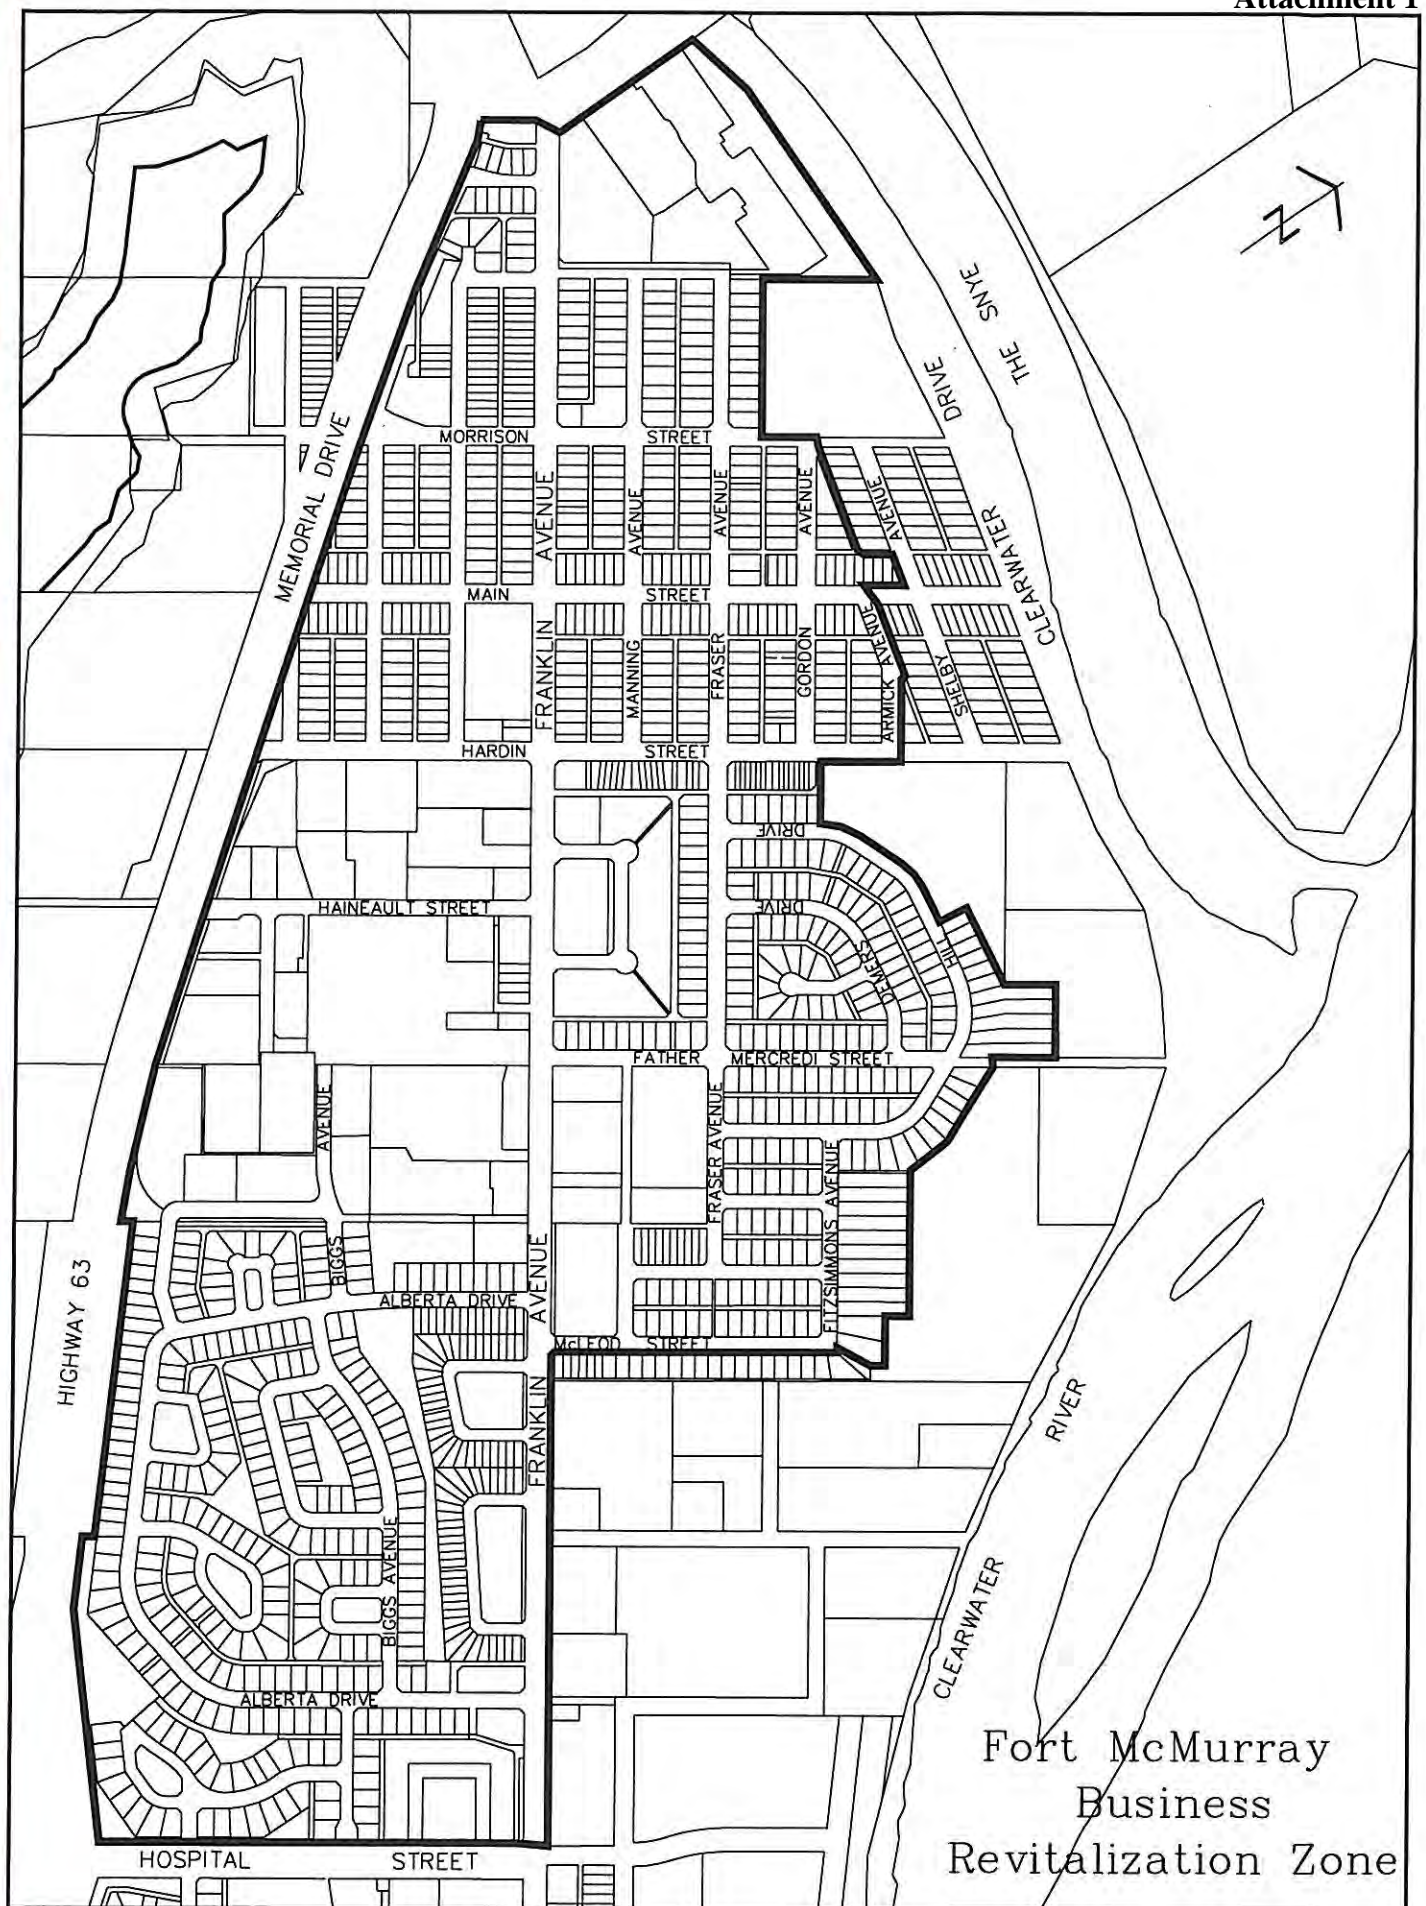 Attachment 1
N
THE SNYE
CLEARWATER DRIVE
MEMORIAL DRIVE
MORRISON STREET
AVENUE
AVENUE
AVENUE
AVENUE
AVENUE
MAIN STREET
FRANKLIN
MANNING
FRASER
GORDON
ARMICK AVENUE
SHELBY
HARDIN STREET
DRIVE
HAINEAULT STREET
DRIVE
DEMERS
HILL
FATHER MERCREDI STREET
AVENUE
FRASER AVENUE
FITZSIMMONS AVENUE
BIGGS
AVENUE
HIGHWAY 63
ALBERTA DRIVE
McLEOD STREET
FRANKLIN
CLEARWATER RIVER
BIGGS AVENUE
ALBERTA DRIVE
HOSPITAL STREET
Fort McMurray
Business
Revitalization Zone